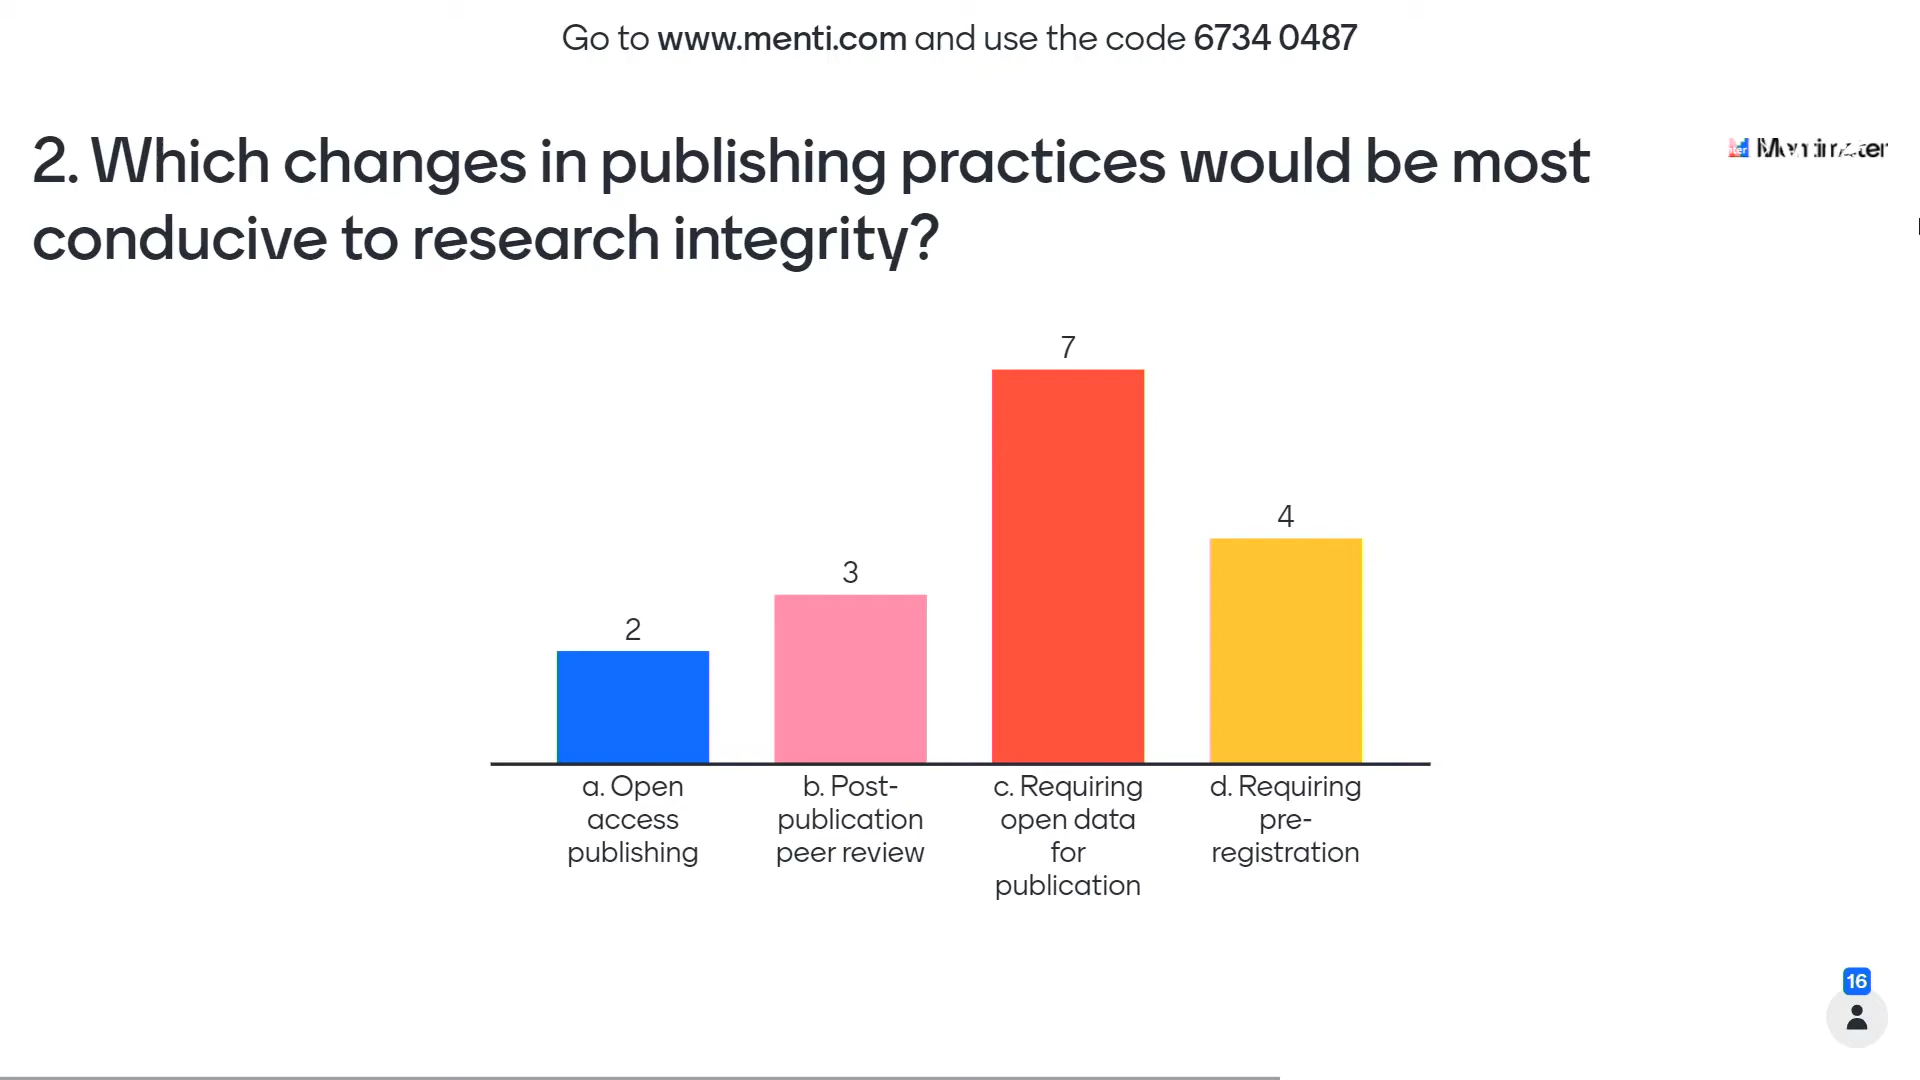 Go to www.menti.com and use the code 6734 0487
2. Which changes in publishing practices would be most
conducive to research integrity?
7
4
3
2
a. Open
access
publishing
b. Post-
publication
peer review
c. Requiring
open data
for
publication
d. Requiring
pre-
registration
16